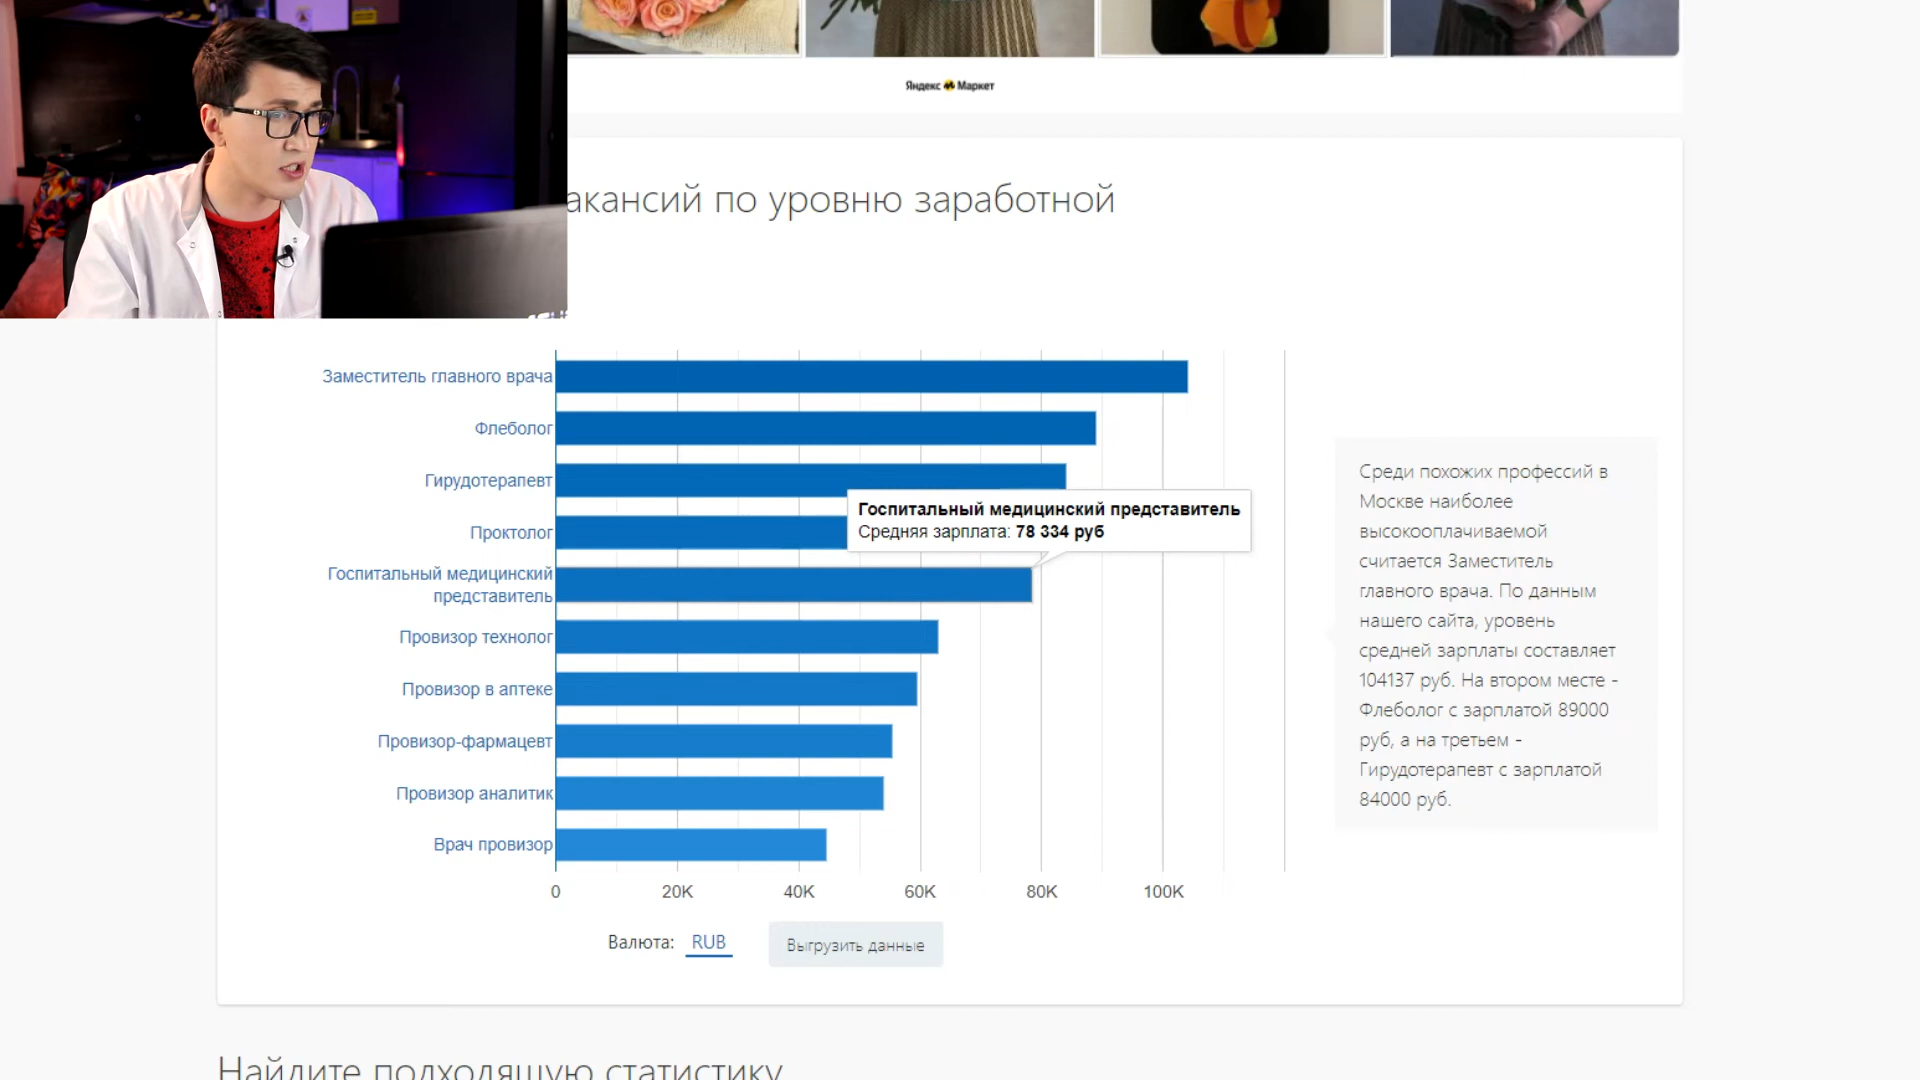 Яндекс Маркет
акансий по уровню заработной
Заместитель главного врача
Флеболог
Гирудотерапевт
Проктолог
Госпитальный медицинский
представитель
Провизор технолог
Провизор в аптеке
Провизор-фармацевт
Провизор аналитик
Врач провизор
Госпитальный медицинский представитель
Средняя зарплата: 78 334 руб
0 20K 40K 60K 80K 100K
Валюта: RUB
Выгрузить данные
Среди похожих профессий в
Москве наиболее
высокооплачиваемой
считается Заместитель
главного врача. По данным
нашего сайта, уровень
средней зарплаты составляет
104137 руб. На втором месте -
Флеболог с зарплатой 89000
руб, а на третьем -
Гирудотерапевт с зарплатой
84000 руб.
Найдите подходящую статистику